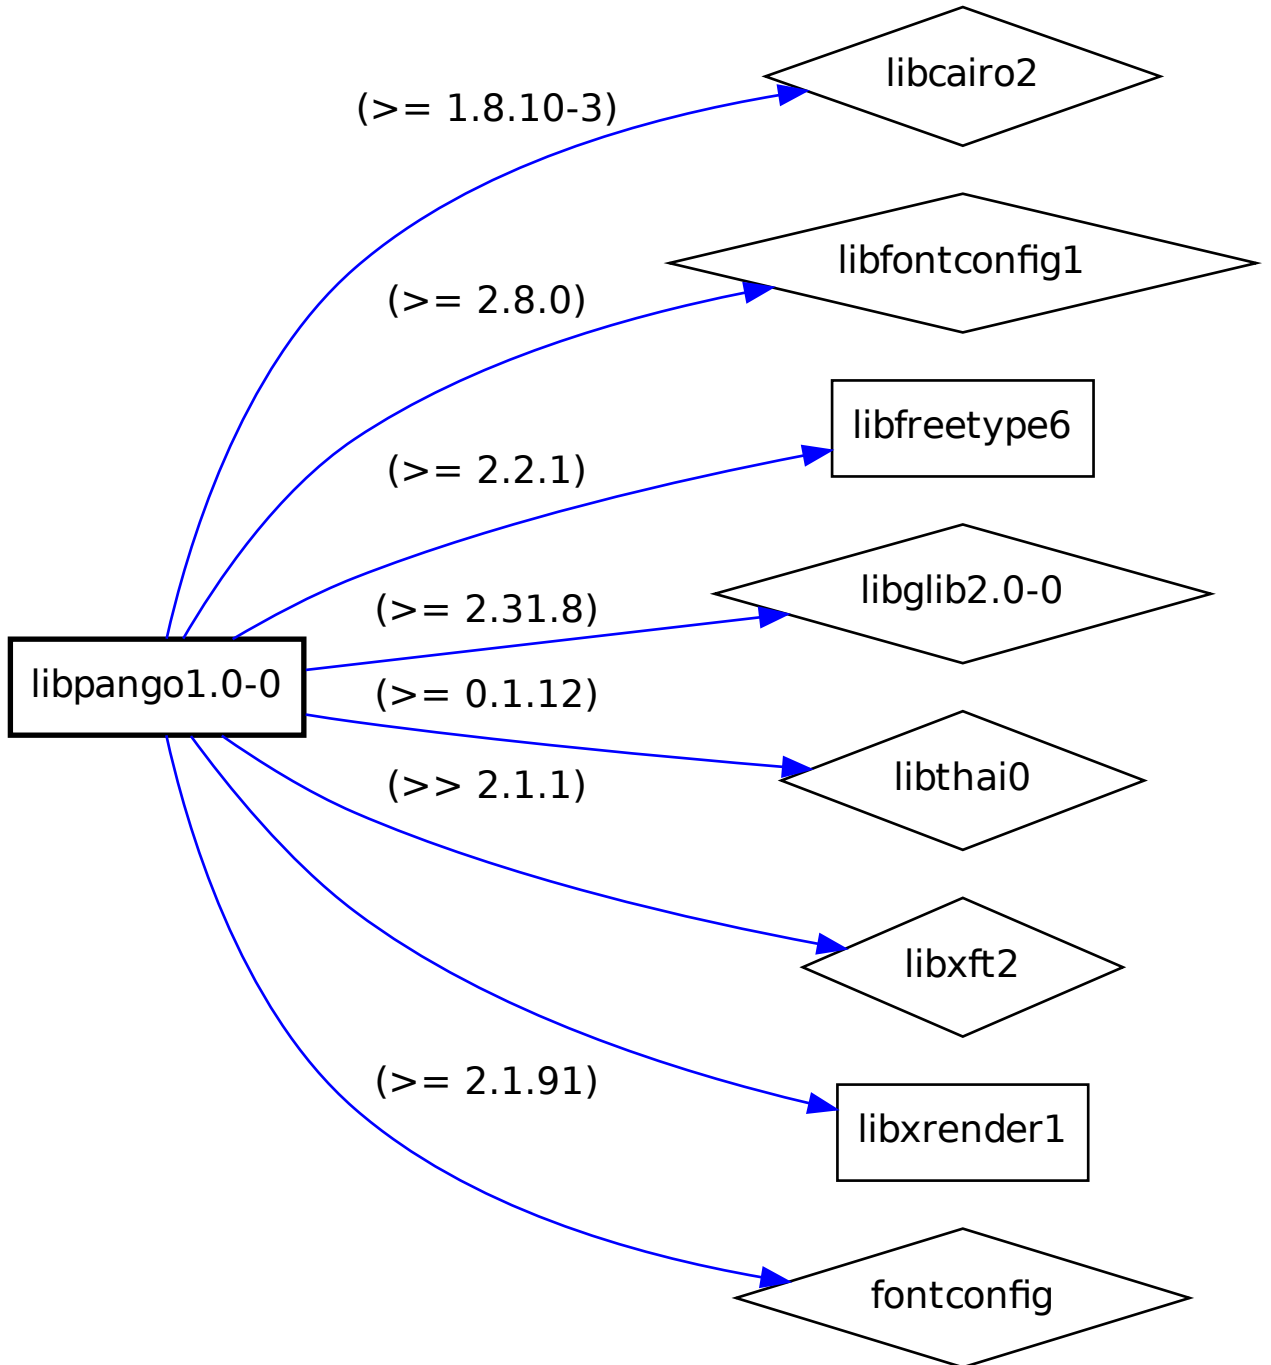 libcairo2
(>= 1.8.10-3)
libfontconfig1
(>= 2.8.0)
libfreetype6
(>= 2.2.1)
libglib2.0-0
(>= 2.31.8)
libpango1.0-0
(>= 0.1.12)
libthai0
(>> 2.1.1)
libxft2
(>= 2.1.91)
libxrender1
fontconfig